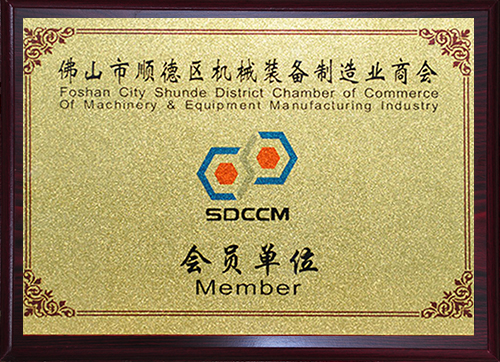 佛山市顺德区机械装备制造业商会
Foshan City Shunde District Chamber of Commerce
Of Machinery & Equipment Manufacturing Industry
SDCCM
会员单位
Member